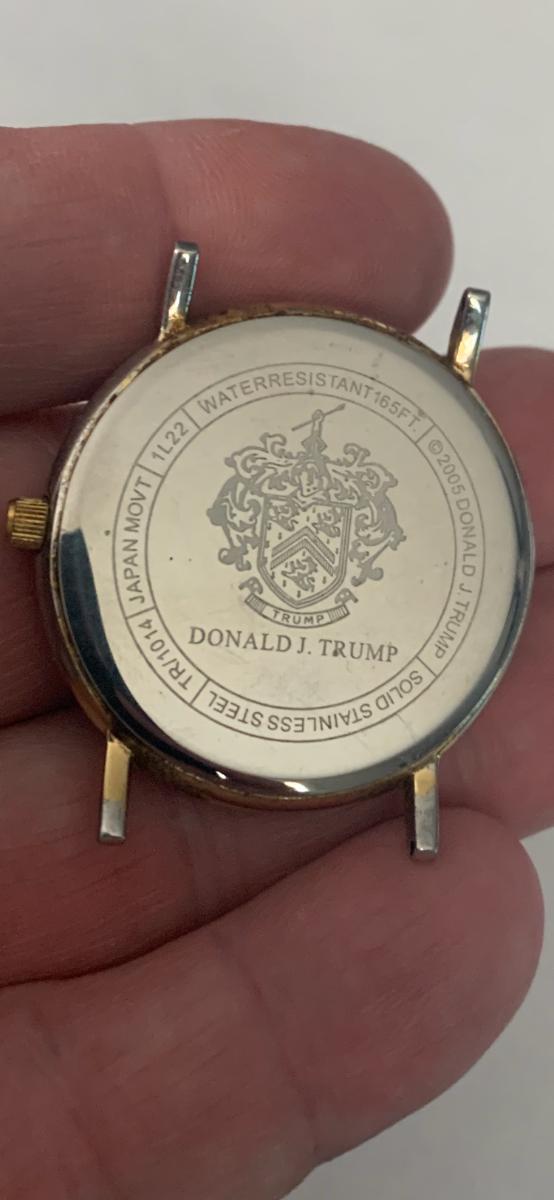 WATERRESISTANT165FT.
©2005 DONALD J. TRUMP
SOLID STAINLESS STEEL
TR/1014
JAPAN MOVT
1L22
TRUMP
DONALD J. TRUMP